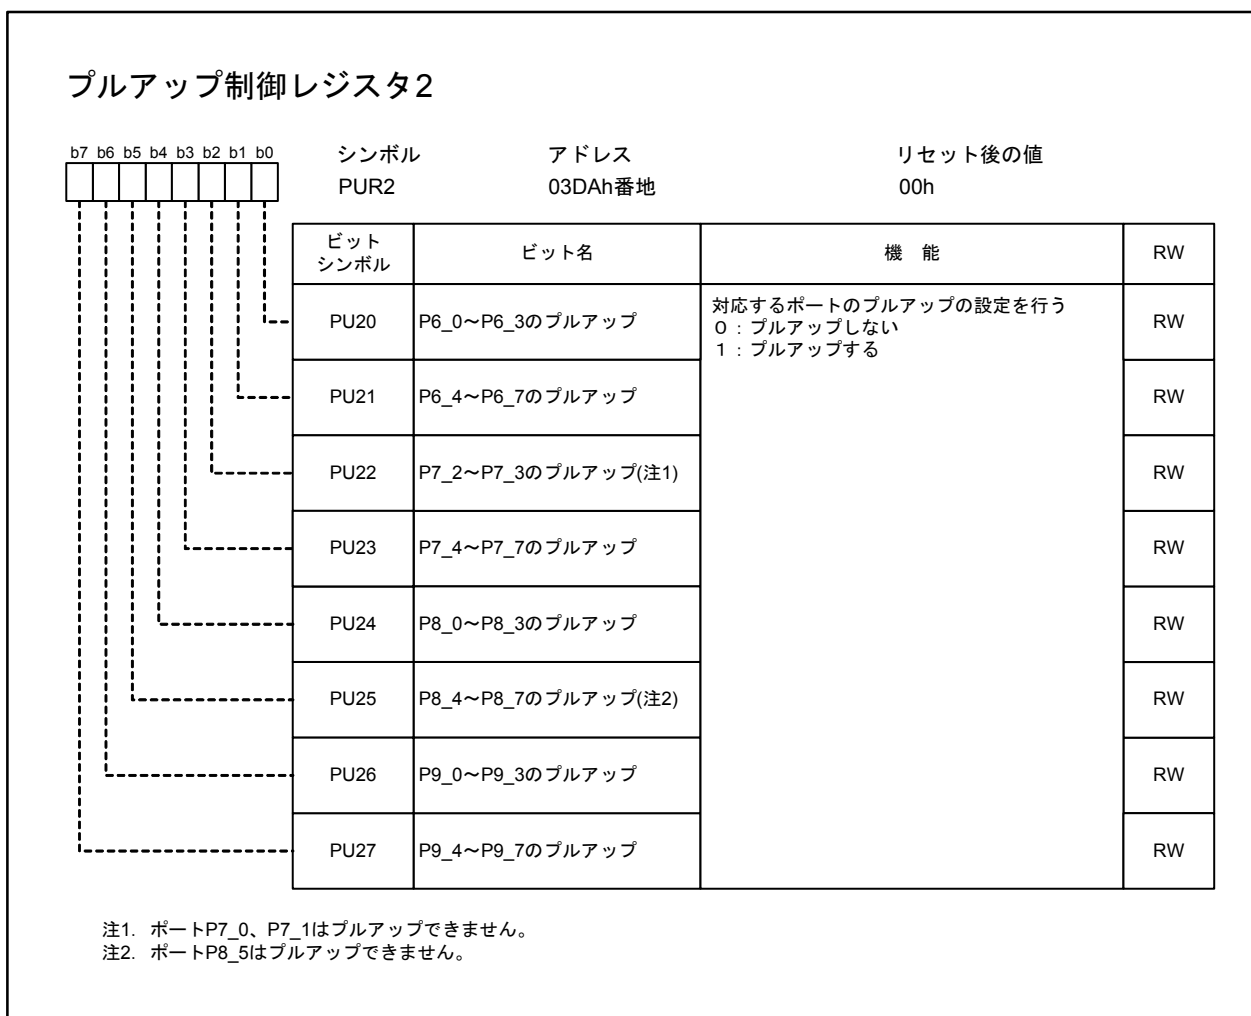 プルアップ制御レジスタ2
b7 b6 b5 b4 b3 b2 b1 b0
シンボル アドレス リセット後の値
PUR2 03DAh番地 00h
ビット
シンボル ビット名 機 能 RW
PU20 P6_0～P6_3のプルアップ 対応するポートのプルアップの設定を行う RW
0 : プルアップしない
1 : プルアップする
PU21 P6_4～P6_7のプルアップ RW
PU22 P7_2～P7_3のプルアップ(注1) RW
PU23 P7_4～P7_7のプルアップ RW
PU24 P8_0～P8_3のプルアップ RW
PU25 P8_4～P8_7のプルアップ(注2) RW
PU26 P9_0～P9_3のプルアップ RW
PU27 P9_4～P9_7のプルアップ RW
注1. ポートP7_0、P7_1はプルアップできません。
注2. ポートP8_5はプルアップできません。